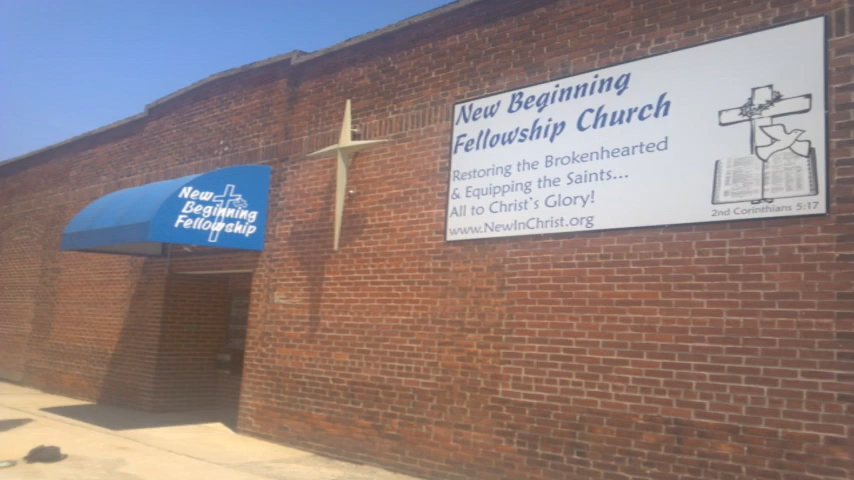 New
Beginning
Fellowship
New Beginning
Fellowship Church
Restoring the Brokenhearted
& Equipping the Saints...
All to Christ's Glory!
www.NewInChrist.org
2nd Corinthians 5:17